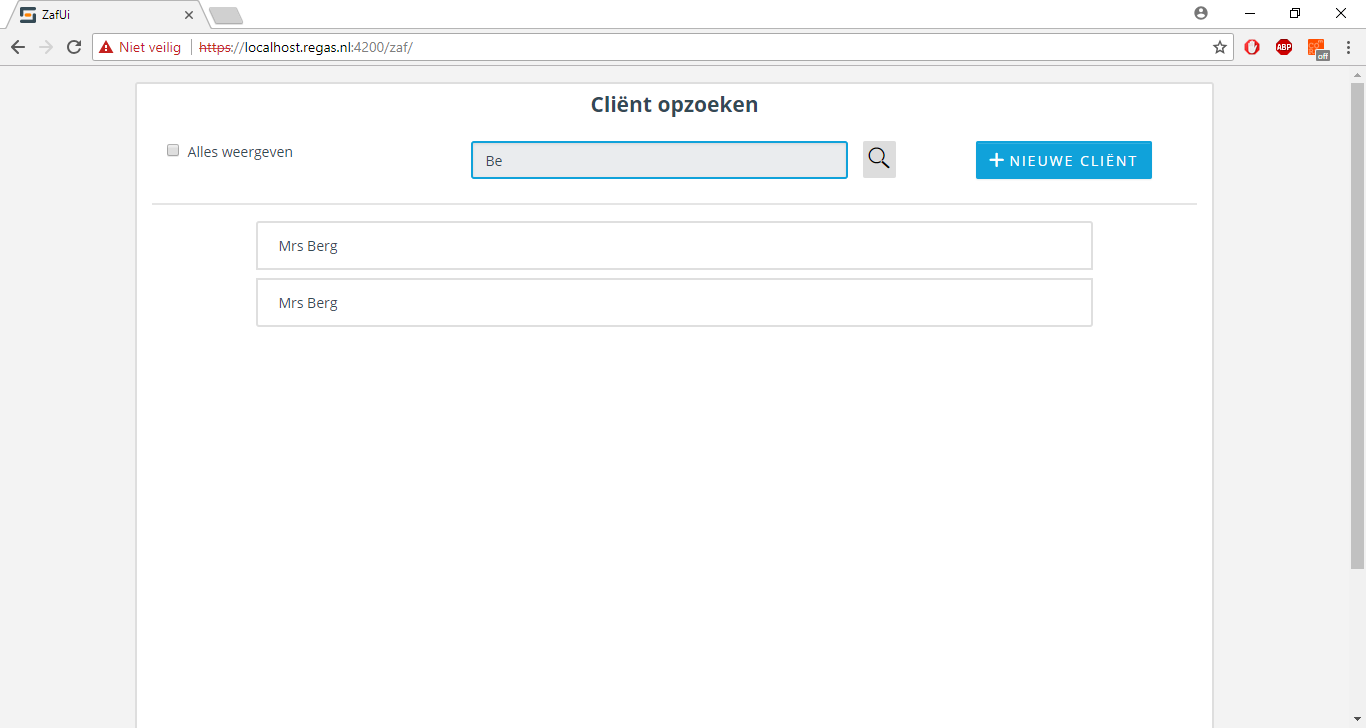 ZafUi
Niet veilig https://localhost.regas.nl:4200/zaf/
ABP
off
Cliënt opzoeken
Alles weergeven
Be
NIEUWE CLIËNT
Mrs Berg
Mrs Berg